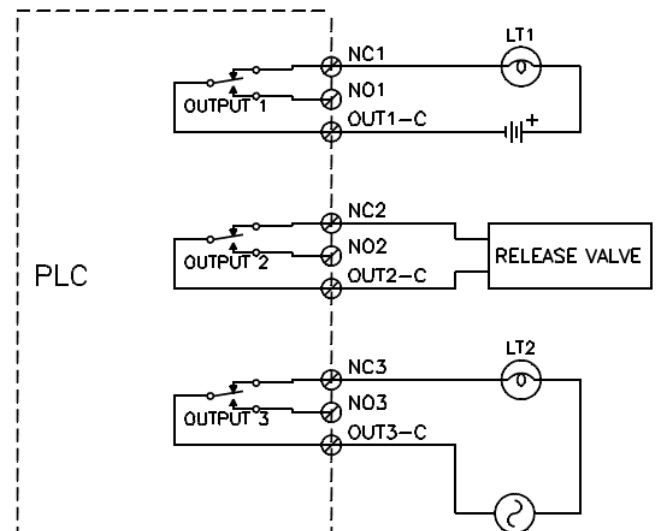 LT1
NC1
NO1
OUTPUT 1
OUT1-C
+
NC2
NO2
OUTPUT 2
OUT2-C
RELEASE VALVE
PLC
LT2
NC3
NO3
OUTPUT 3
OUT3-C